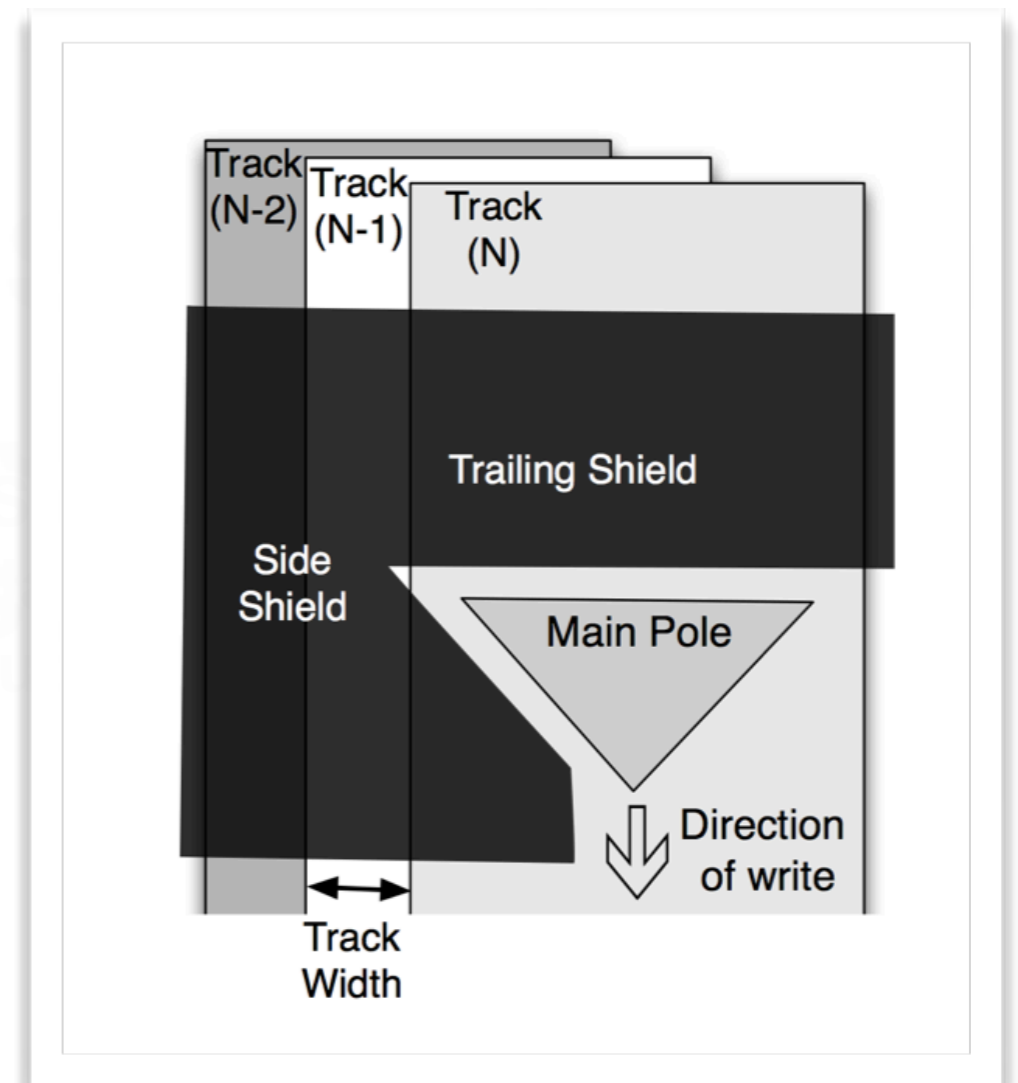 Track
(N-2)
Track
(N-1)
Track
(N)
Trailing Shield
Side
Shield
Main Pole
Direction
of write
Track
Width